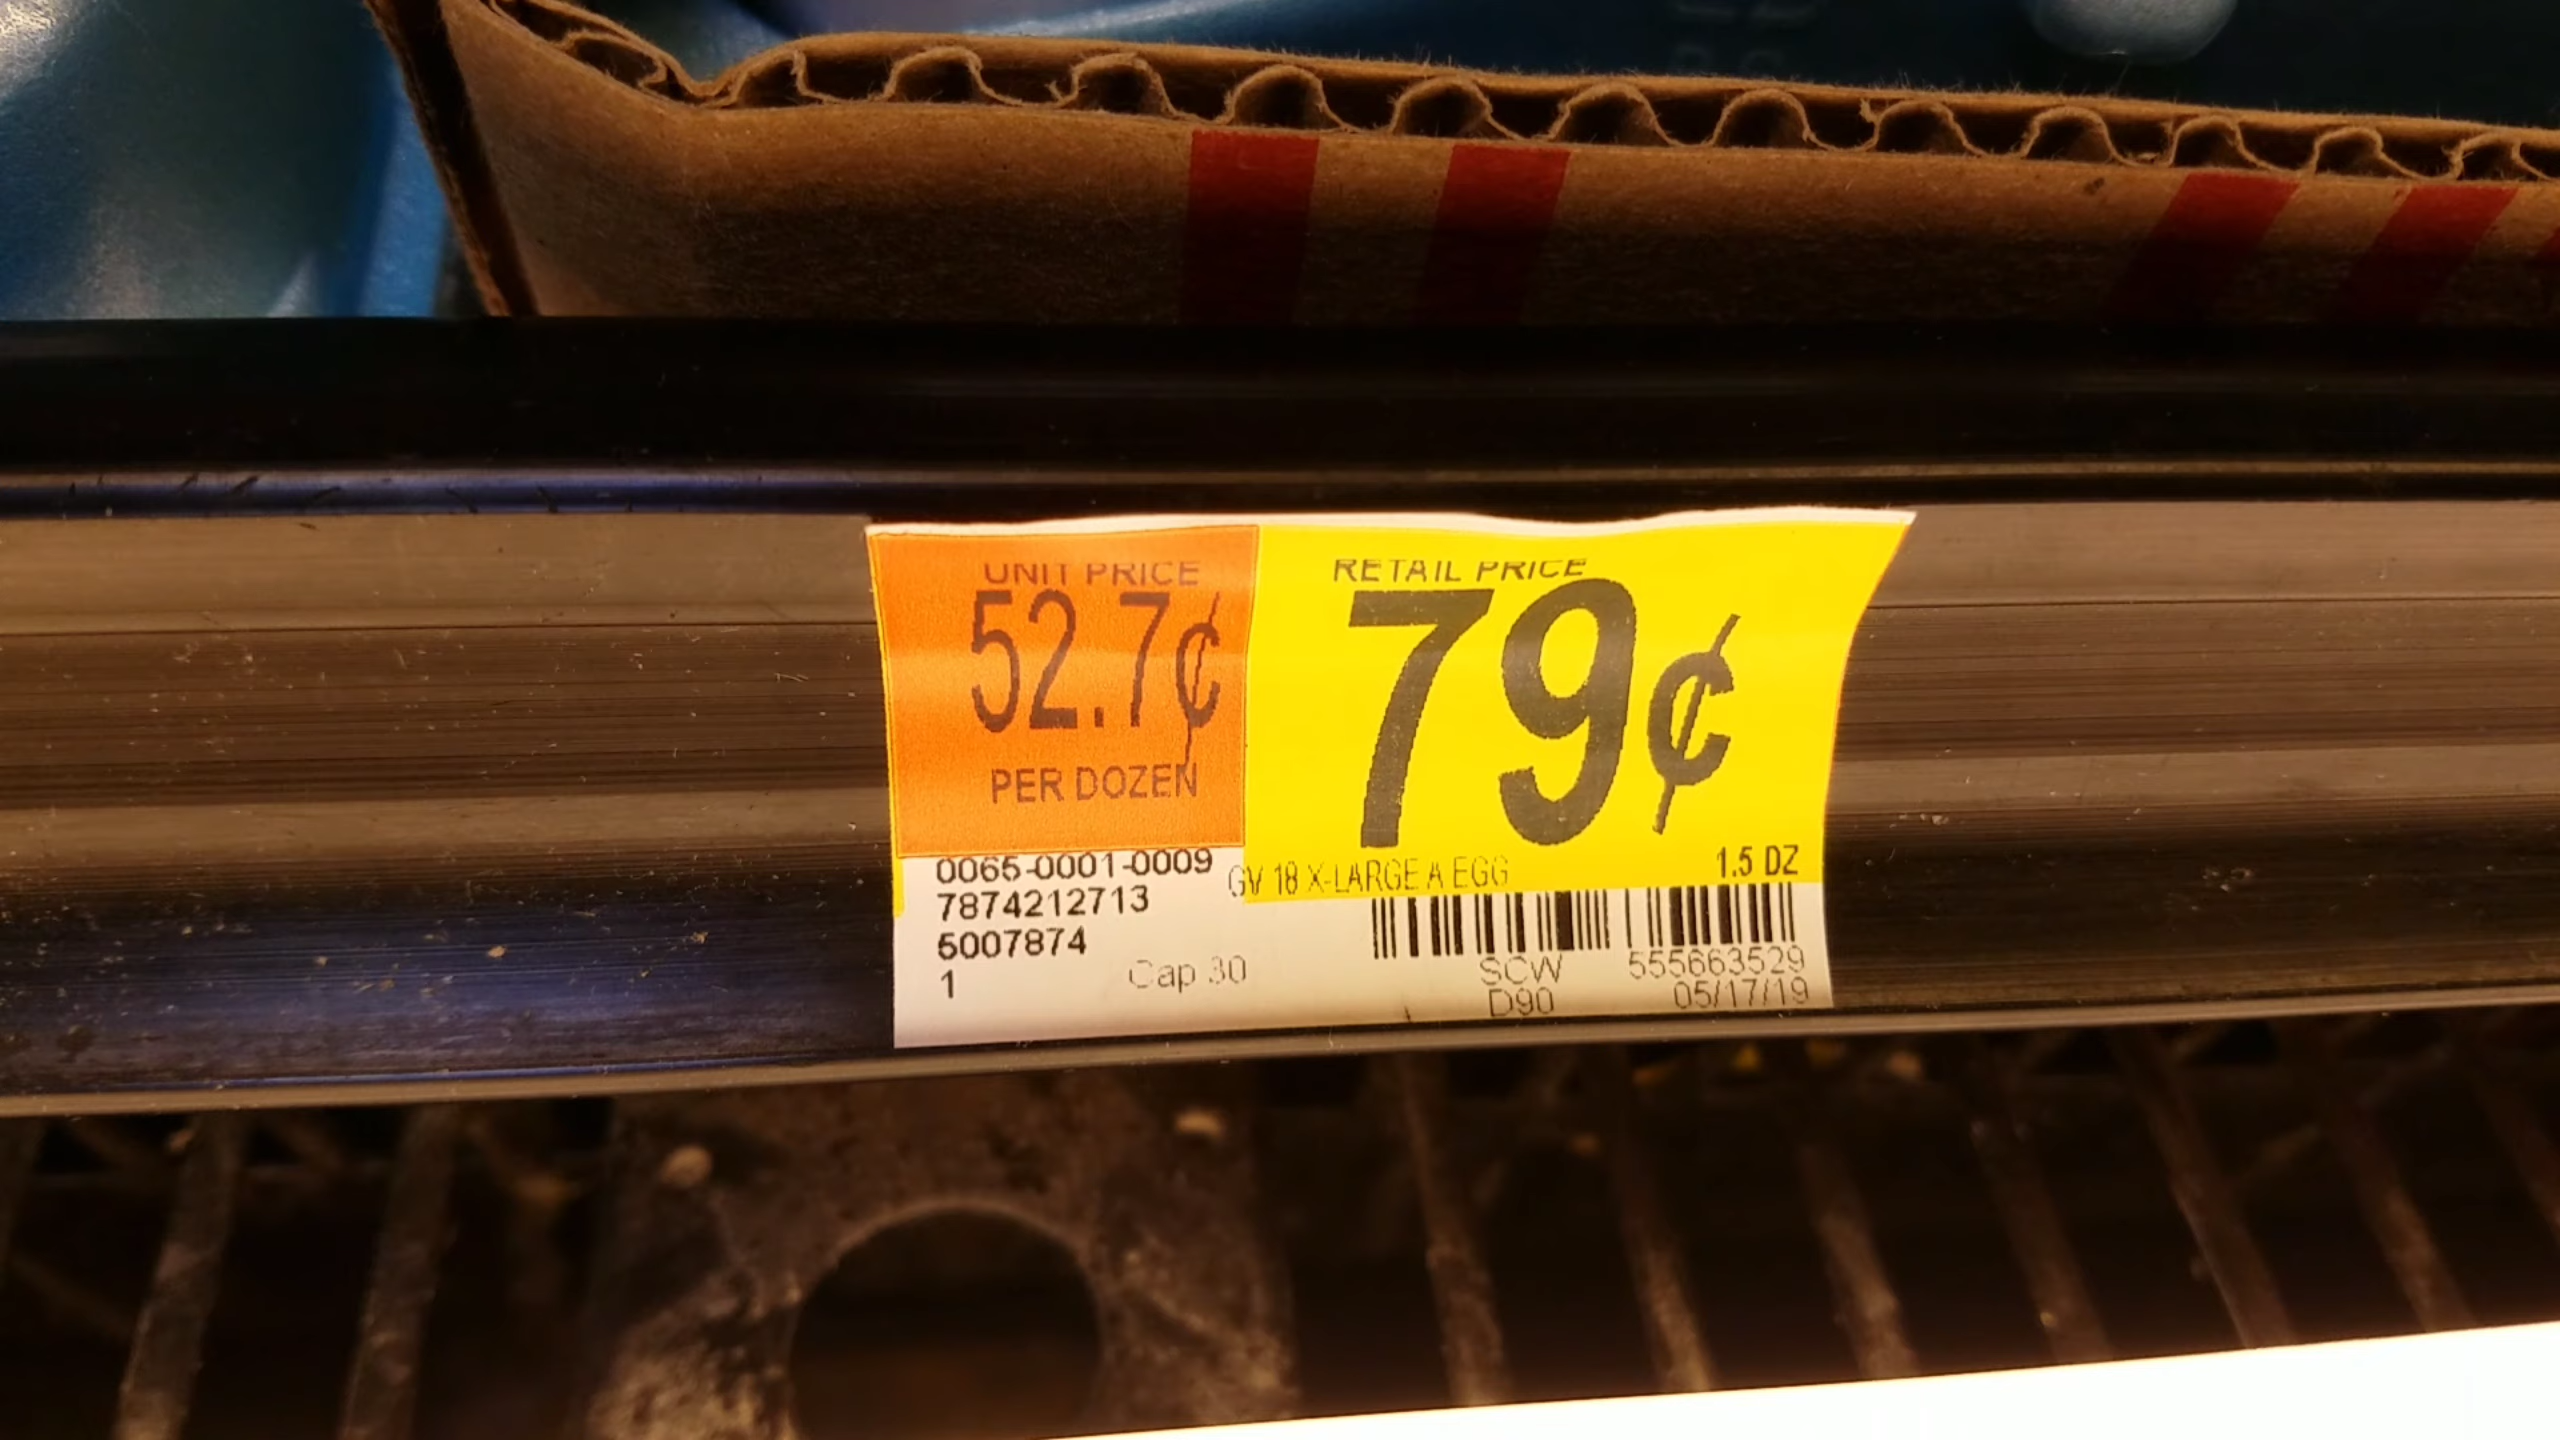 UNIT PRICE
52.7¢
PER DOZEN
RETAIL PRICE
79¢
GV 18 X-LARGE A EGG
1.5 DZ
0065-0001-0009
7874212713
5007874
1
Cap 30
SCW
555663529
D90
05/17/19